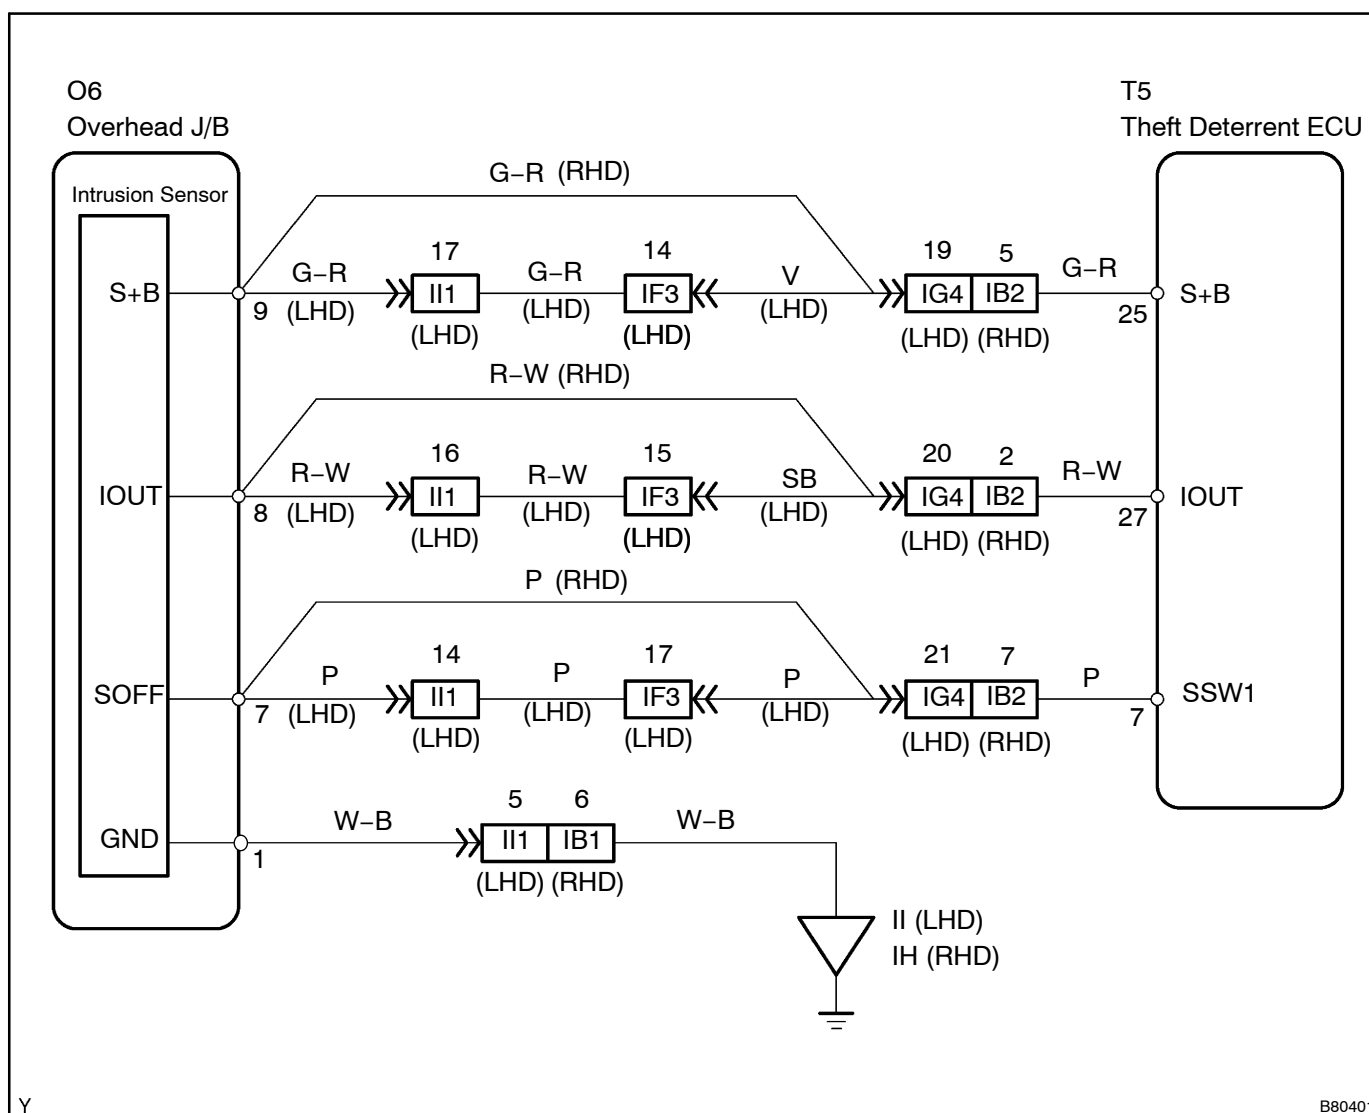 O6
Overhead J/B
T5
Theft Deterrent ECU
Intrusion Sensor
G–R (RHD)
17 14 19 5
G–R G–R V G–R
S+B II1 IF3 IG4 IB2 S+B
9 (LHD) (LHD) (LHD) 25
(LHD) (LHD) (LHD) (RHD)
R–W (RHD)
16 15 20 2
R–W R–W SB R–W
IOUT II1 IF3 IG4 IB2 IOUT
8 (LHD) (LHD) (LHD) 27
(LHD) (LHD) (LHD) (RHD)
P (RHD)
14 17 21 7
P P P P
SOFF II1 IF3 IG4 IB2 SSW1
7 (LHD) (LHD) (LHD) 7
(LHD) (LHD) (LHD) (RHD)
5 6
W–B W–B
GND II1 IB1
1
(LHD) (RHD)
II (LHD)
IH (RHD)
Y
B80401